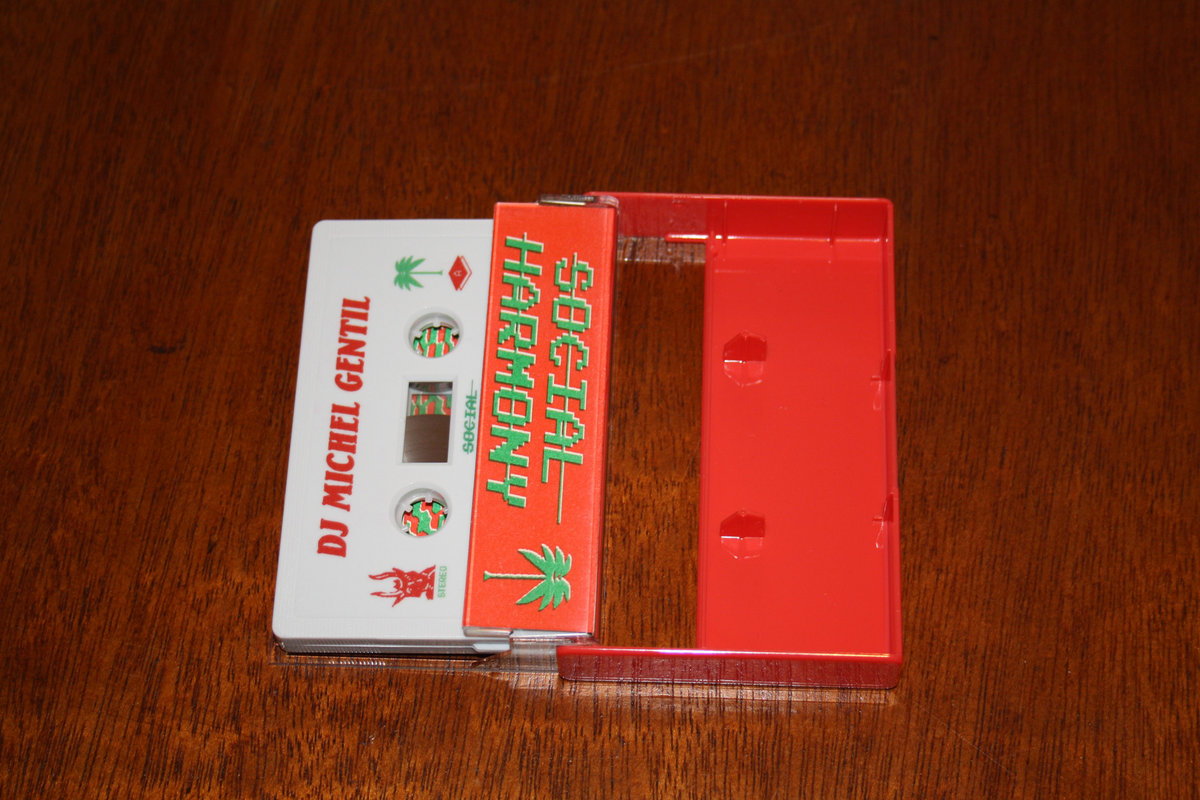 DJ MICHEL GENTIL
A
SOCIAL
STEREO
SOCIAL
HARMONY